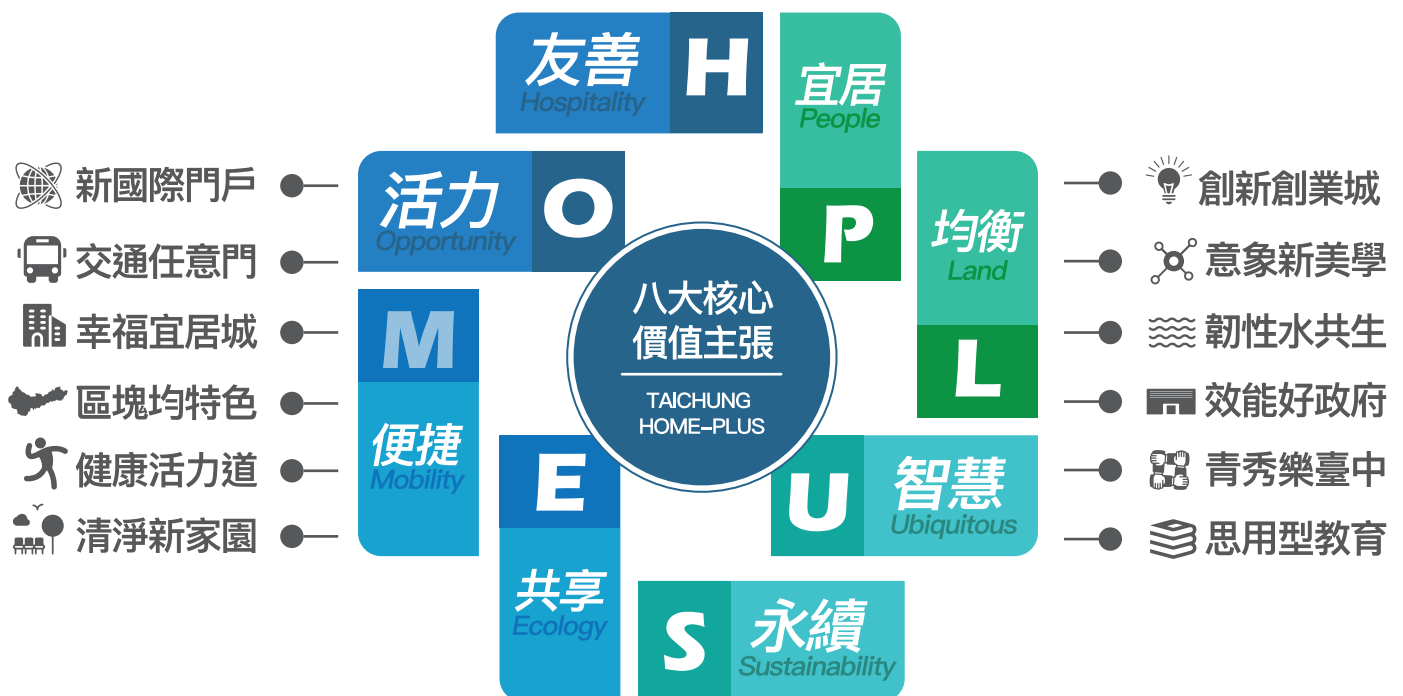 友善
Hospitality
H
宜居
People
P
活力
Opportunity
O
均衡
Land
L
M
便捷
Mobility
E
共享
Ecology
U
智慧
Ubiquitous
S
永續
Sustainability
八大核心
價值主張
TAICHUNG
HOME-PLUS
新國際門戶
交通任意門
幸福宜居城
區塊均特色
健康活力道
清淨新家園
創新創業城
意象新美學
韌性水共生
效能好政府
青秀樂臺中
思用型教育